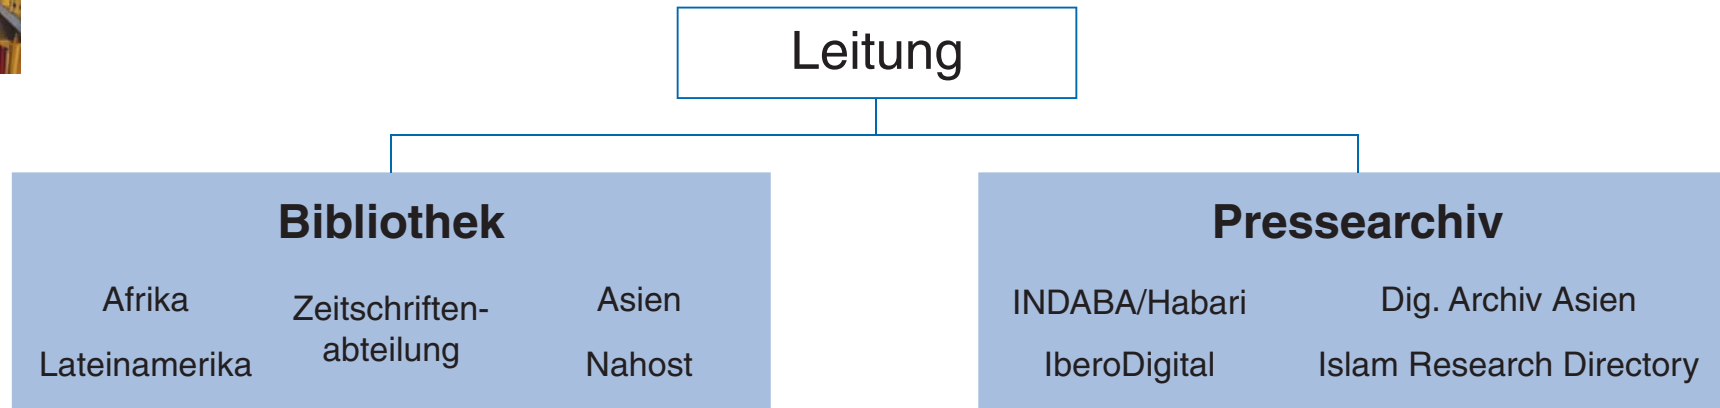 Leitung
Bibliothek
Afrika
Zeitschriften-
abteilung
Asien
Lateinamerika
Nahost
Pressearchiv
INDABA/Habari
Dig. Archiv Asien
IberoDigital
Islam Research Directory